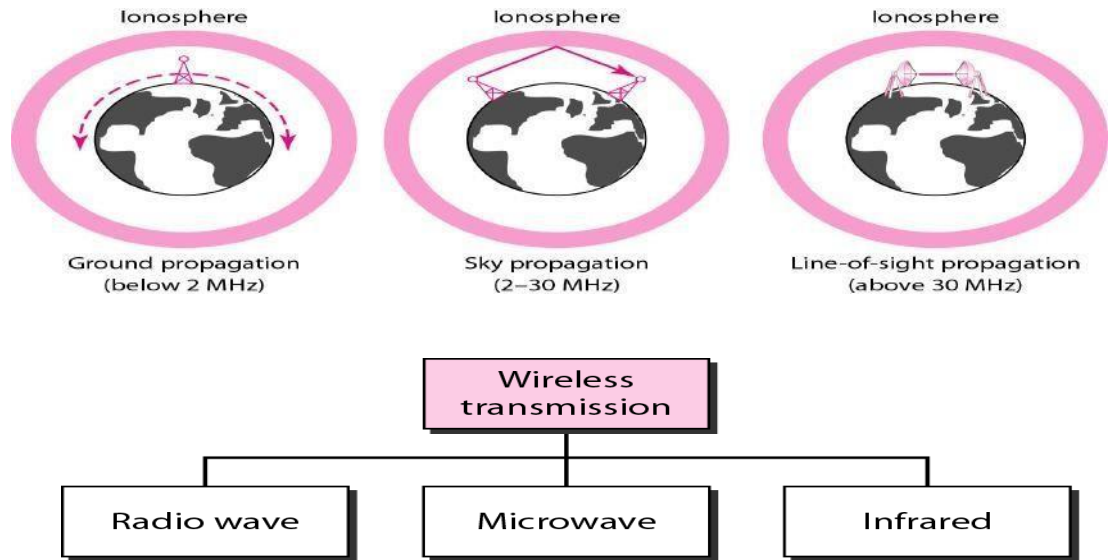 Ionosphere
Ionosphere
Ionosphere
Ground propagation
(below 2 MHz)
Sky propagation
(2–30 MHz)
Line-of-sight propagation
(above 30 MHz)
Wireless
transmission
Radio wave
Microwave
Infrared